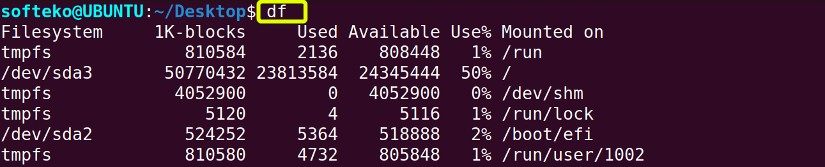 softeko@UBUNTU:~/Desktop$ df
Filesystem     1K-blocks     Used Available Use% Mounted on
tmpfs             810584     2136    808448   1% /run
/dev/sda3       50770432 23813584  24345444  50% /
tmpfs            4052900        0   4052900   0% /dev/shm
tmpfs               5120        4      5116   1% /run/lock
/dev/sda2         524252     5364    518888   2% /boot/efi
tmpfs             810580     4732    805848   1% /run/user/1002